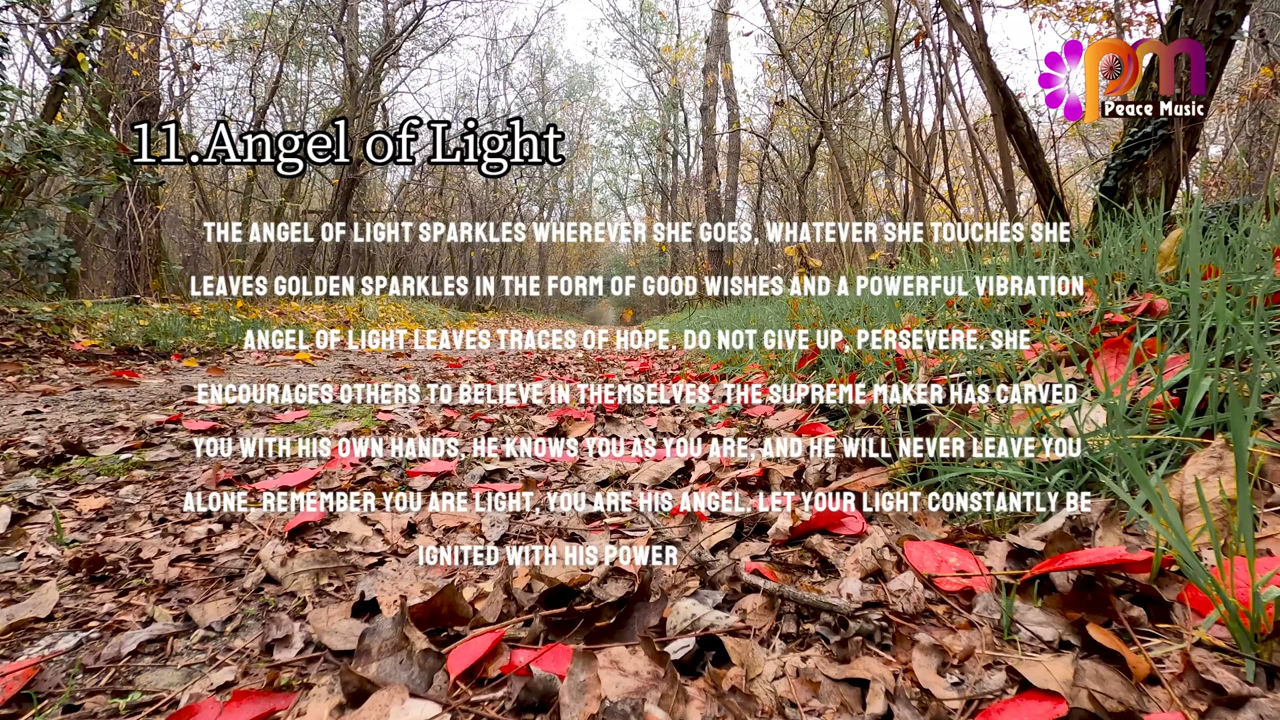 pm
Peace Music
11.Angel of Light
THE ANGEL OF LIGHT SPARKLES WHEREVER SHE GOES, WHATEVER SHE TOUCHES SHE
LEAVES GOLDEN SPARKLES IN THE FORM OF GOOD WISHES AND A POWERFUL VIBRATION
ANGEL OF LIGHT LEAVES TRACES OF HOPE. DO NOT GIVE UP, PERSEVERE. SHE
ENCOURAGES OTHERS TO BELIEVE IN THEMSELVES. THE SUPREME MAKER HAS CARVED
YOU WITH HIS OWN HANDS, HE KNOWS YOU AS YOU ARE, AND HE WILL NEVER LEAVE YOU
ALONE. REMEMBER YOU ARE LIGHT, YOU ARE HIS ANGEL. LET YOUR LIGHT CONSTANTLY BE
IGNITED WITH HIS POWER